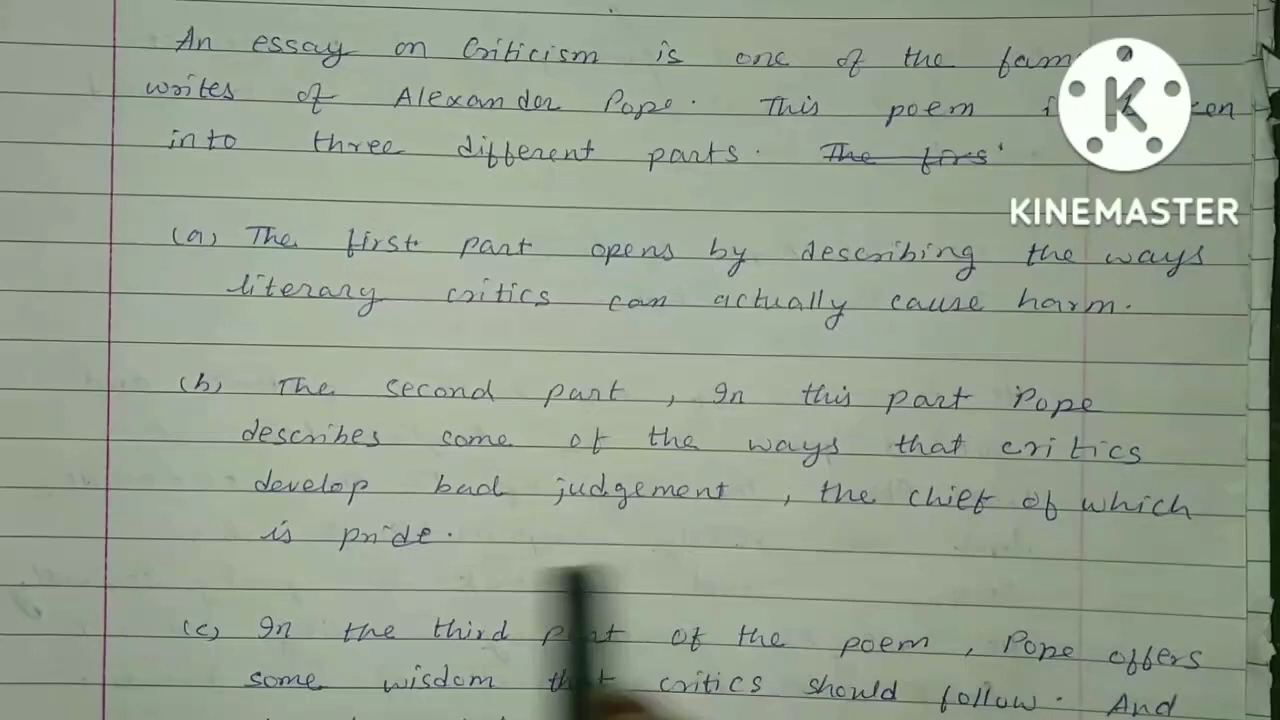 An essay on Criticism is one of the fam
writes of Alexander Pope. This poem
into three different parts. The firs
(a) The first part opens by describing the ways
literary critics can actually cause harm.
(b) The second part, In this part Pope
describes some of the ways that critics
develop bad judgement, the chief of which
is pride.
(c) In the third part of the poem, Pope offers
some wisdom that critics should follow. And
K
KINEMASTER